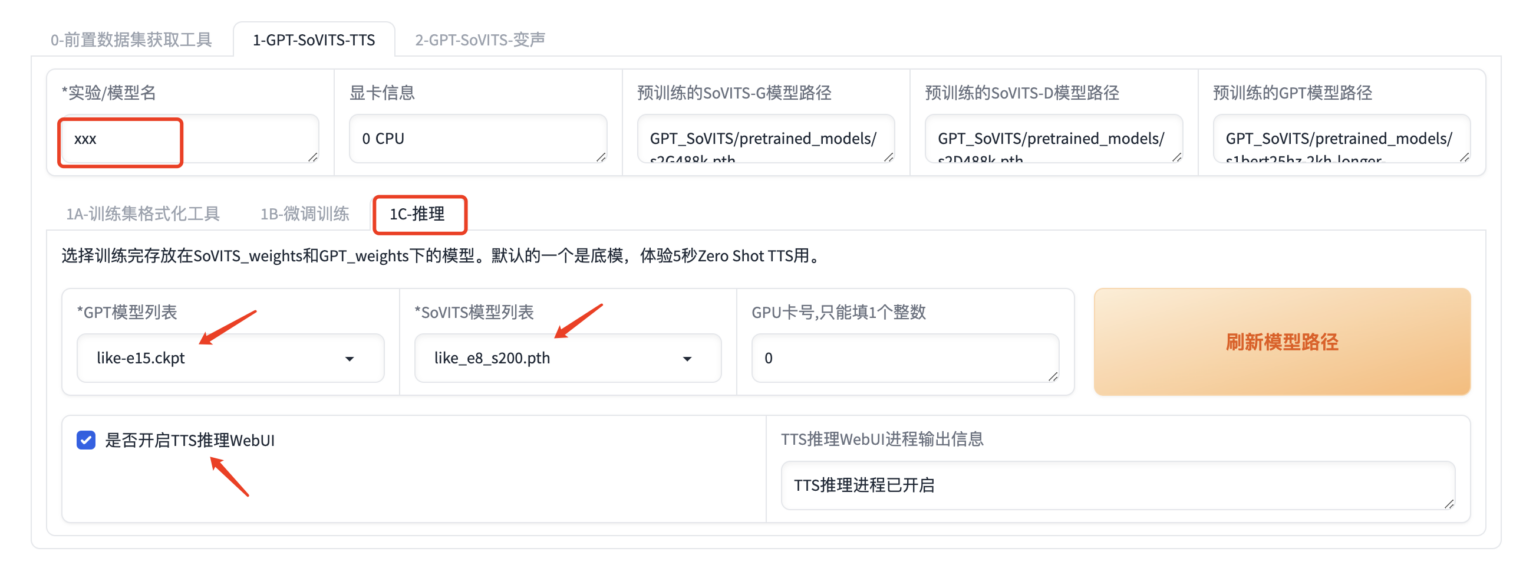 0-前置数据集获取工具 1-GPT-SoVITS-TTS 2-GPT-SoVITS-变声
*实验/模型名 显卡信息 预训练的SoVITS-G模型路径 预训练的SoVITS-D模型路径 预训练的GPT模型路径
xxx 0 CPU GPT_SoVITS/pretrained_models/ GPT_SoVITS/pretrained_models/ GPT_SoVITS/pretrained_models/
s2G488k.pth s2D488k.pth s1bert25hz-2kh-longer-
1A-训练集格式化工具 1B-微调训练 1C-推理
选择训练完存放在SoVITS_weights和GPT_weights下的模型。默认的一个是底模，体验5秒Zero Shot TTS用。
*GPT模型列表 *SoVITS模型列表 GPU卡号,只能填1个整数
刷新模型路径
like-e15.ckpt like_e8_s200.pth 0
是否开启TTS推理WebUI TTS推理WebUI进程输出信息
TTS推理进程已开启